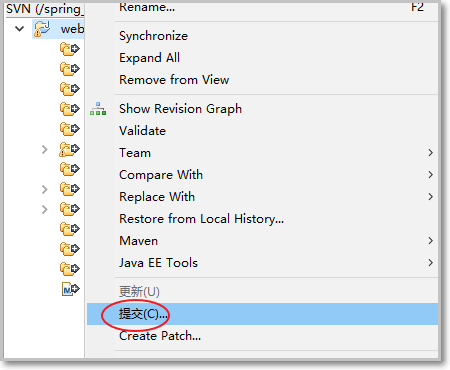 SVN (/spring_
web
Rename... F2
Synchronize
Expand All
Remove from View
Show Revision Graph
Validate
Team
Compare With
Replace With
Restore from Local History...
Maven
Java EE Tools
更新(U)
提交(C)...
Create Patch...